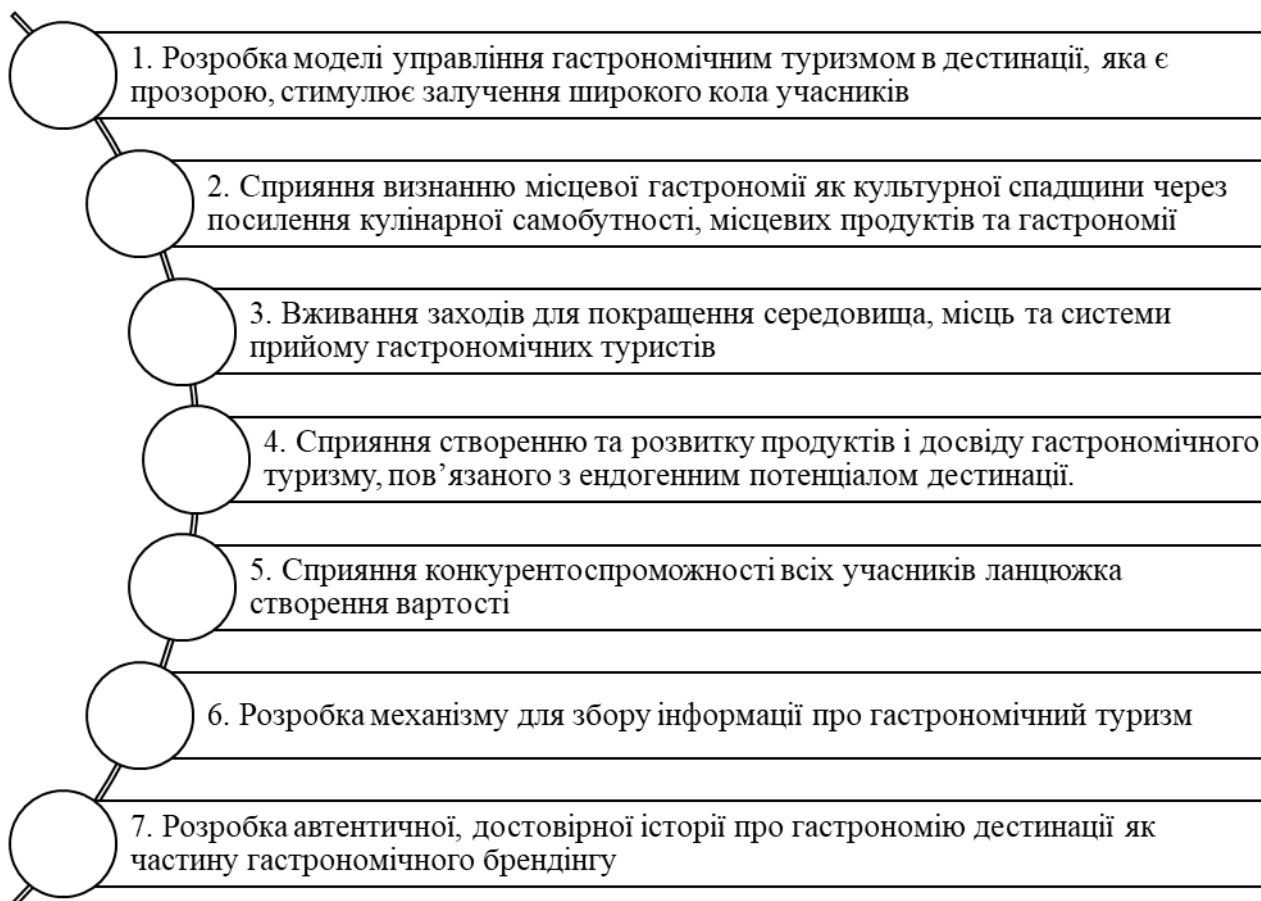 1. Розробка моделі управління гастрономічним туризмом в дестинації, яка є
прозорою, стимулює залучення широкого кола учасників
2. Сприяння визнанню місцевої гастрономії як культурної спадщини через
посилення кулінарної самобутності, місцевих продуктів та гастрономії
3. Вживання заходів для покращення середовища, місць та системи
прийому гастрономічних туристів
4. Сприяння створенню та розвитку продуктів і досвіду гастрономічного
туризму, пов’язаного з ендогенним потенціалом дестинації.
5. Сприяння конкурентоспроможності всіх учасників ланцюжка
створення вартості
6. Розробка механізму для збору інформації про гастрономічний туризм
7. Розробка автентичної, достовірної історії про гастрономію дестинації як
частину гастрономічного брендінгу